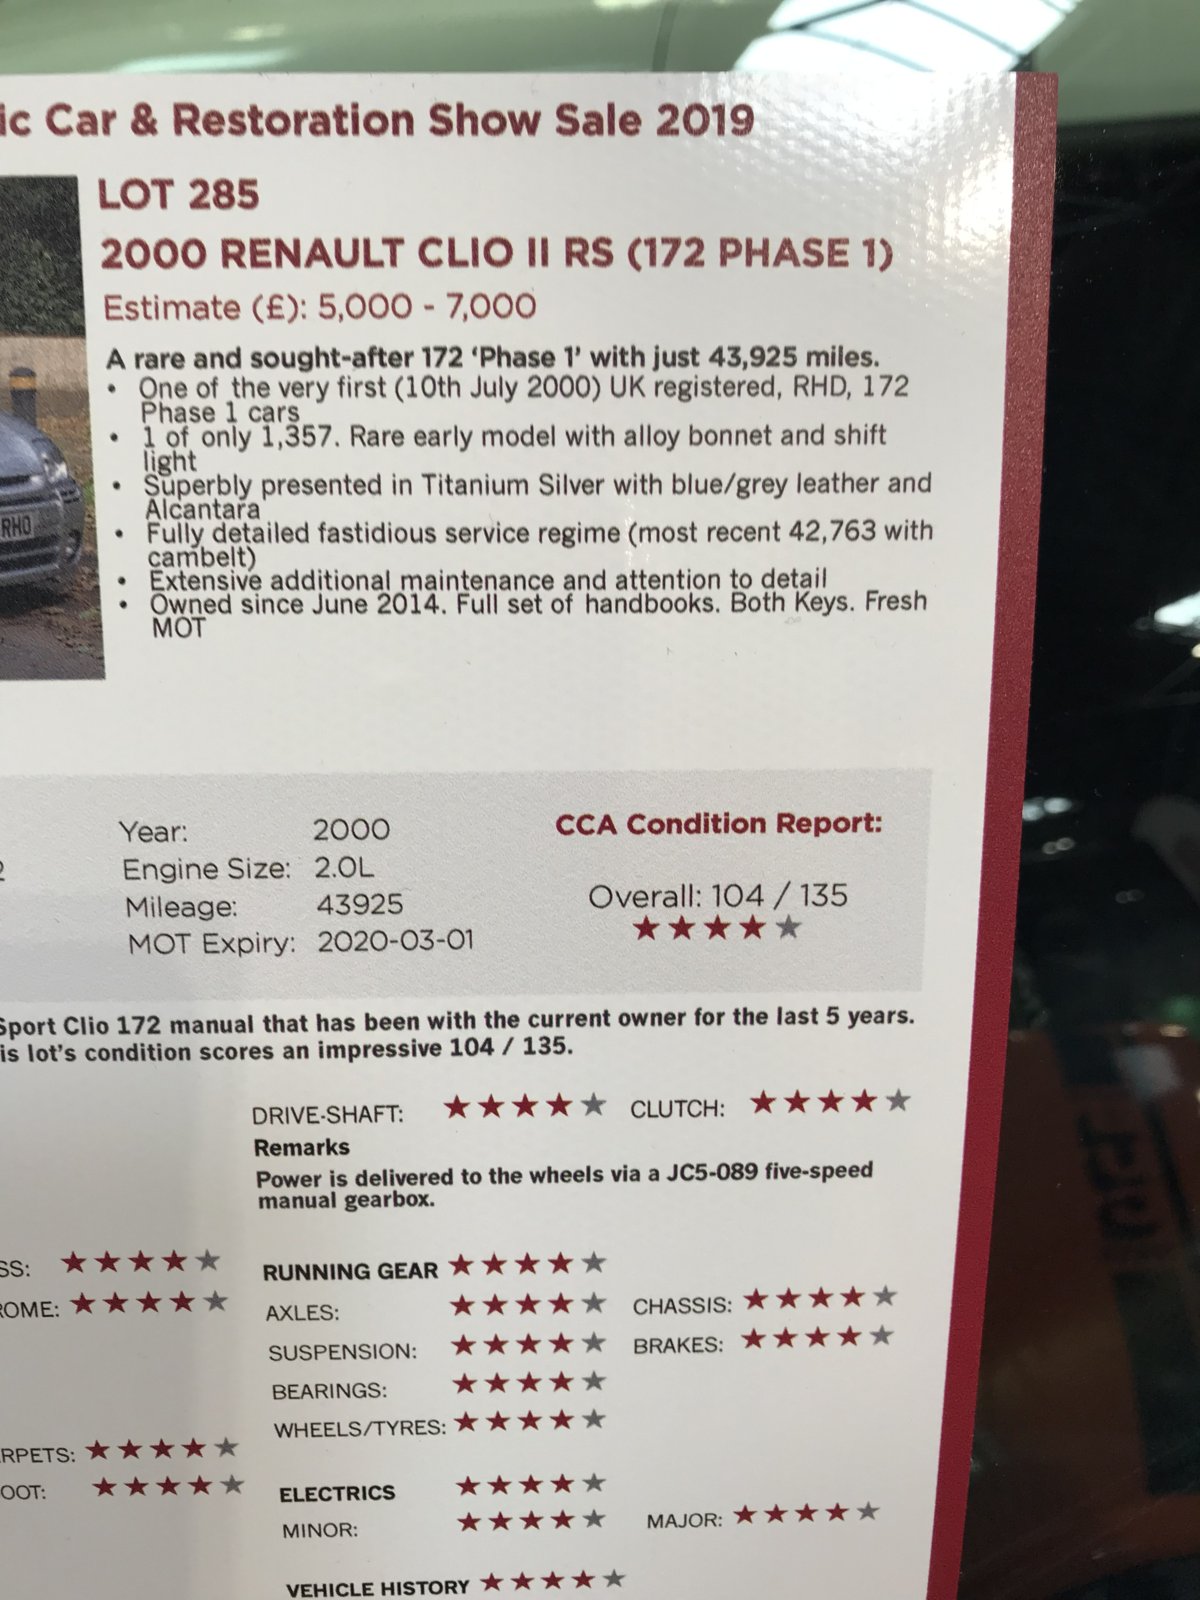 ic Car & Restoration Show Sale 2019
LOT 285
2000 RENAULT CLIO II RS (172 PHASE 1)
Estimate (£): 5,000 - 7,000
A rare and sought-after 172 ‘Phase 1’ with just 43,925 miles.
• One of the very first (10th July 2000) UK registered, RHD, 172
Phase 1 cars
• 1 of only 1,357. Rare early model with alloy bonnet and shift
light
• Superbly presented in Titanium Silver with blue/grey leather and
Alcantara
• Fully detailed fastidious service regime (most recent 42,763 with
cambelt)
• Extensive additional maintenance and attention to detail
• Owned since June 2014. Full set of handbooks. Both Keys. Fresh
MOT
RHO
Year: 2000
Engine Size: 2.0L
Mileage: 43925
MOT Expiry: 2020-03-01
2
CCA Condition Report:
Overall: 104 / 135
★★★★★
Sport Clio 172 manual that has been with the current owner for the last 5 years.
is lot's condition scores an impressive 104 / 135.
DRIVE-SHAFT: ★★★★★ CLUTCH: ★★★★★
Remarks
Power is delivered to the wheels via a JC5-089 five-speed
manual gearbox.
SS: ★★★★★
ROME: ★★★★★
RUNNING GEAR ★★★★★
AXLES: ★★★★★ CHASSIS: ★★★★★
SUSPENSION: ★★★★★ BRAKES: ★★★★★
BEARINGS: ★★★★★
WHEELS/TYRES: ★★★★★
RPETS: ★★★★★
OOT: ★★★★★
ELECTRICS ★★★★★
MINOR: ★★★★★ MAJOR: ★★★★★
VEHICLE HISTORY ★★★★★